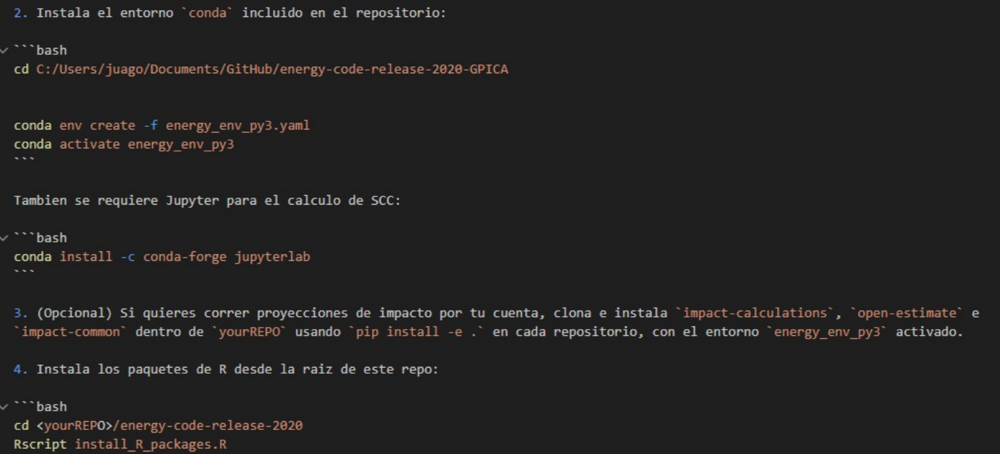 2. Instala el entorno `conda` incluido en el repositorio:
```bash
cd C:/Users/juago/Documents/GitHub/energy-code-release-2020-GPICA
conda env create -f energy_env_py3.yaml
conda activate energy_env_py3
```
Tambien se requiere Jupyter para el calculo de SCC:
```bash
conda install -c conda-forge jupyterlab
```
3. (Opcional) Si quieres correr proyecciones de impacto por tu cuenta, clona e instala `impact-calculations`, `open-estimate` e
`impact-common` dentro de `yourREPO` usando `pip install -e .` en cada repositorio, con el entorno `energy_env_py3` activado.
4. Instala los paquetes de R desde la raiz de este repo:
```bash
cd <yourREPO>/energy-code-release-2020
Rscript install_R_packages.R